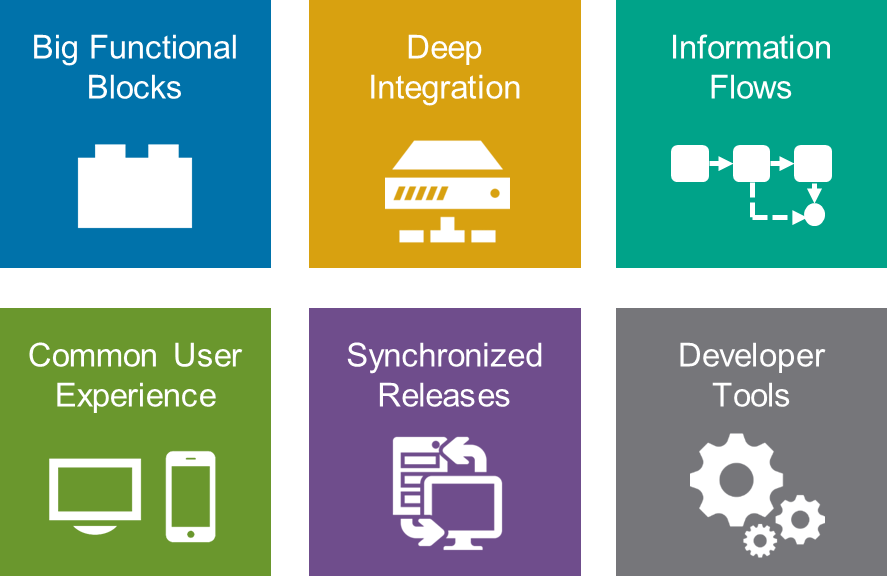 Big Functional
Blocks
Deep
Integration
Information
Flows
Common User
Experience
Synchronized
Releases
Developer
Tools